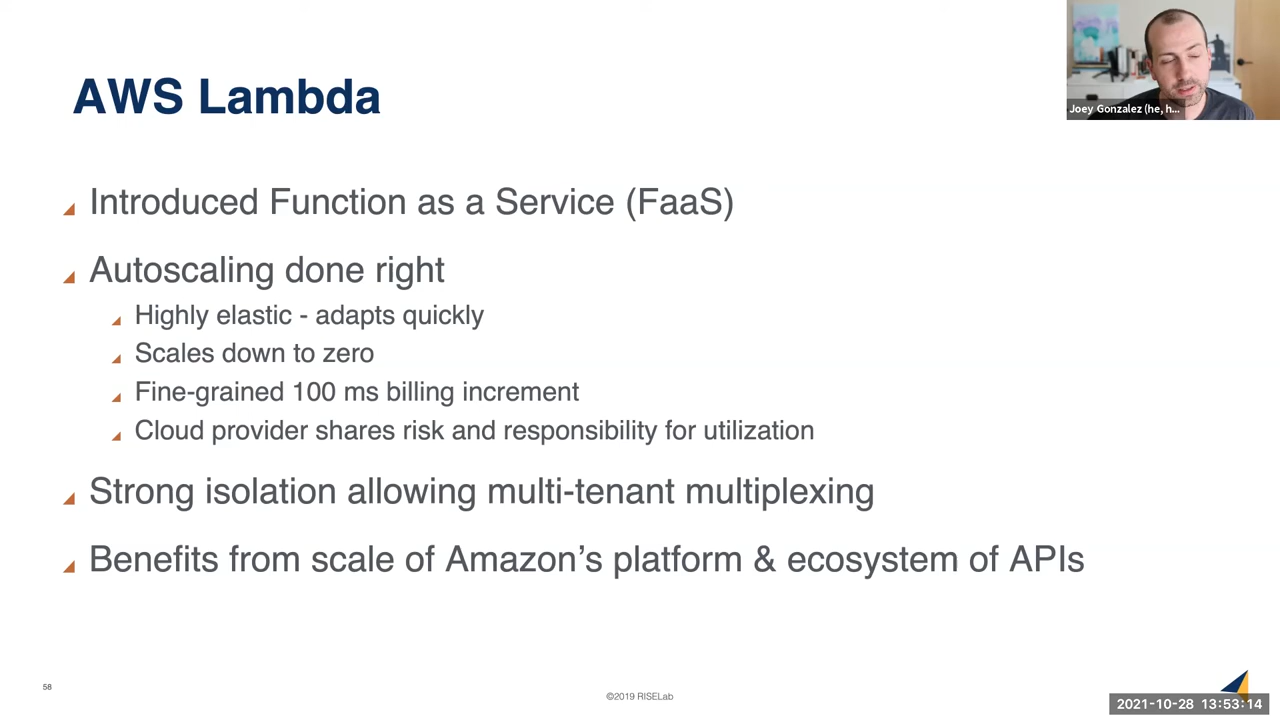 AWS Lambda
Joey Gonzalez (he, h...
Introduced Function as a Service (FaaS)
Autoscaling done right
Highly elastic - adapts quickly
Scales down to zero
Fine-grained 100 ms billing increment
Cloud provider shares risk and responsibility for utilization
Strong isolation allowing multi-tenant multiplexing
Benefits from scale of Amazon’s platform & ecosystem of APIs
58
©2019 RISELab
2021-10-28 13:53:14